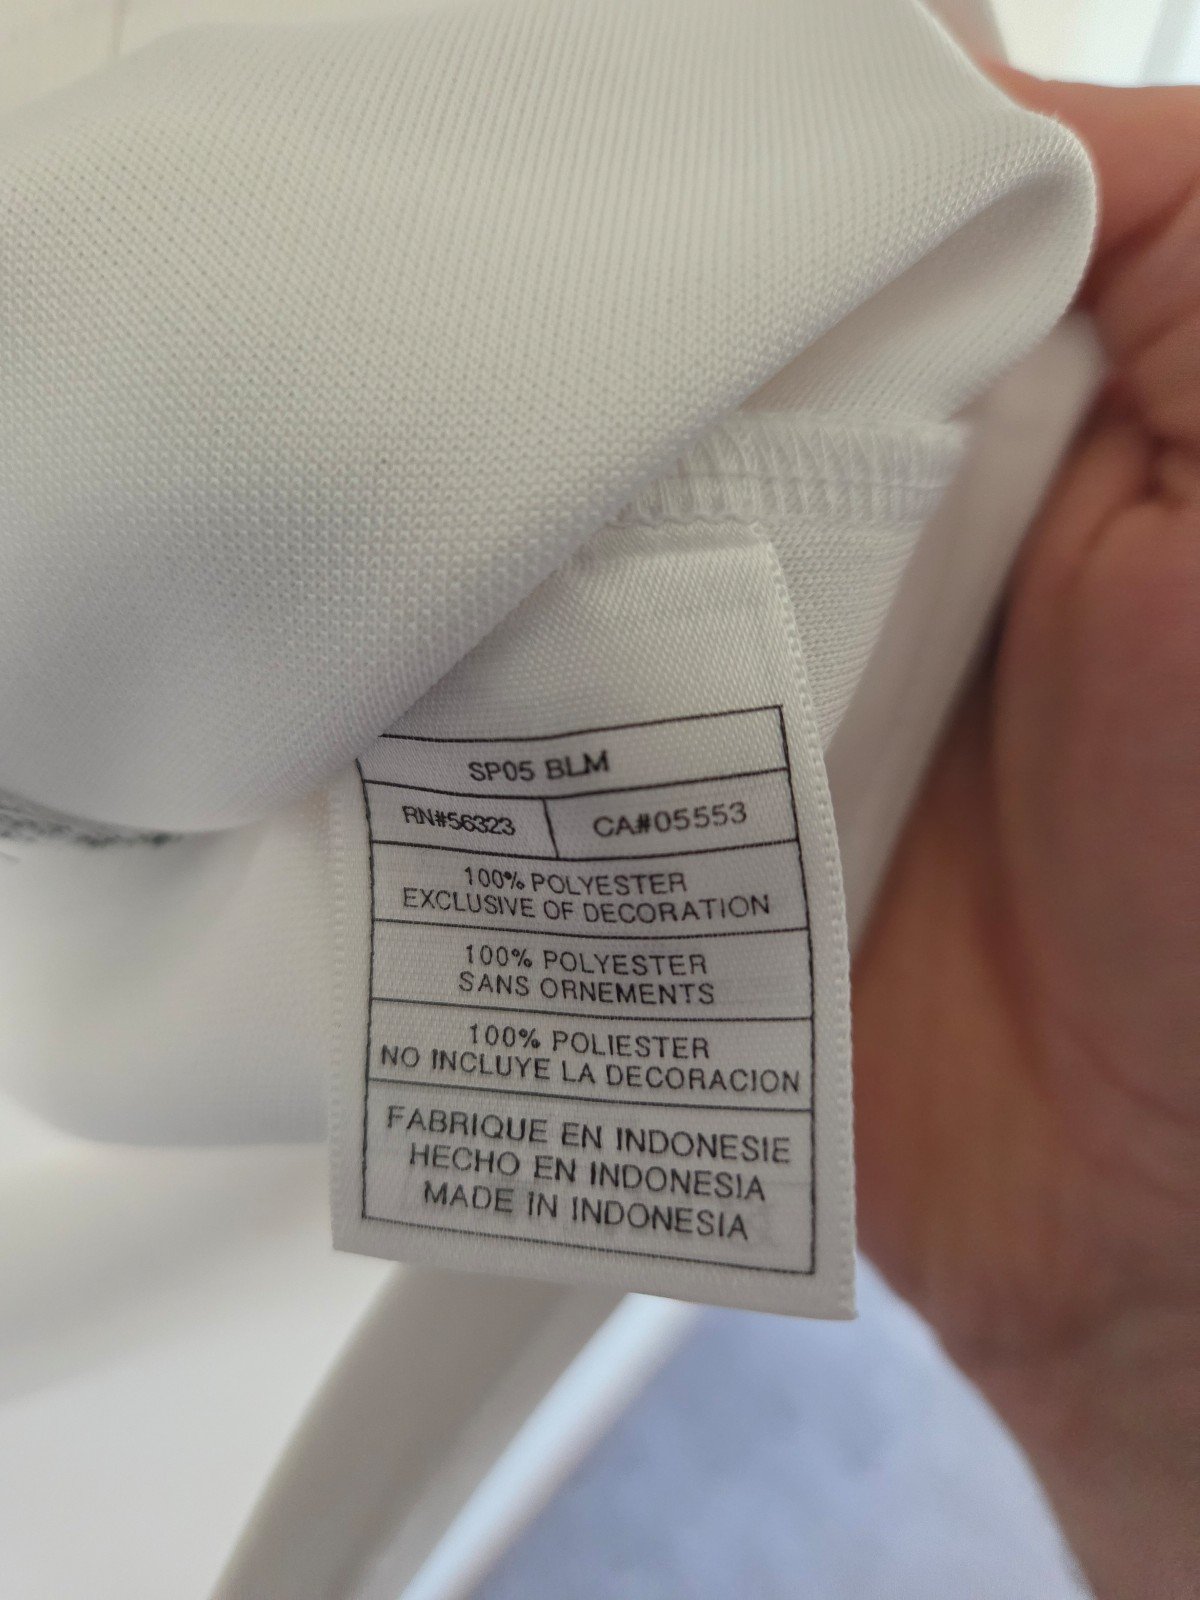 SP05 BLM
RN#56323 CA#05553
100% POLYESTER
EXCLUSIVE OF DECORATION
100% POLYESTER
SANS ORNEMENTS
100% POLIESTER
NO INCLUYE LA DECORACION
FABRIQUE EN INDONESIE
HECHO EN INDONESIA
MADE IN INDONESIA